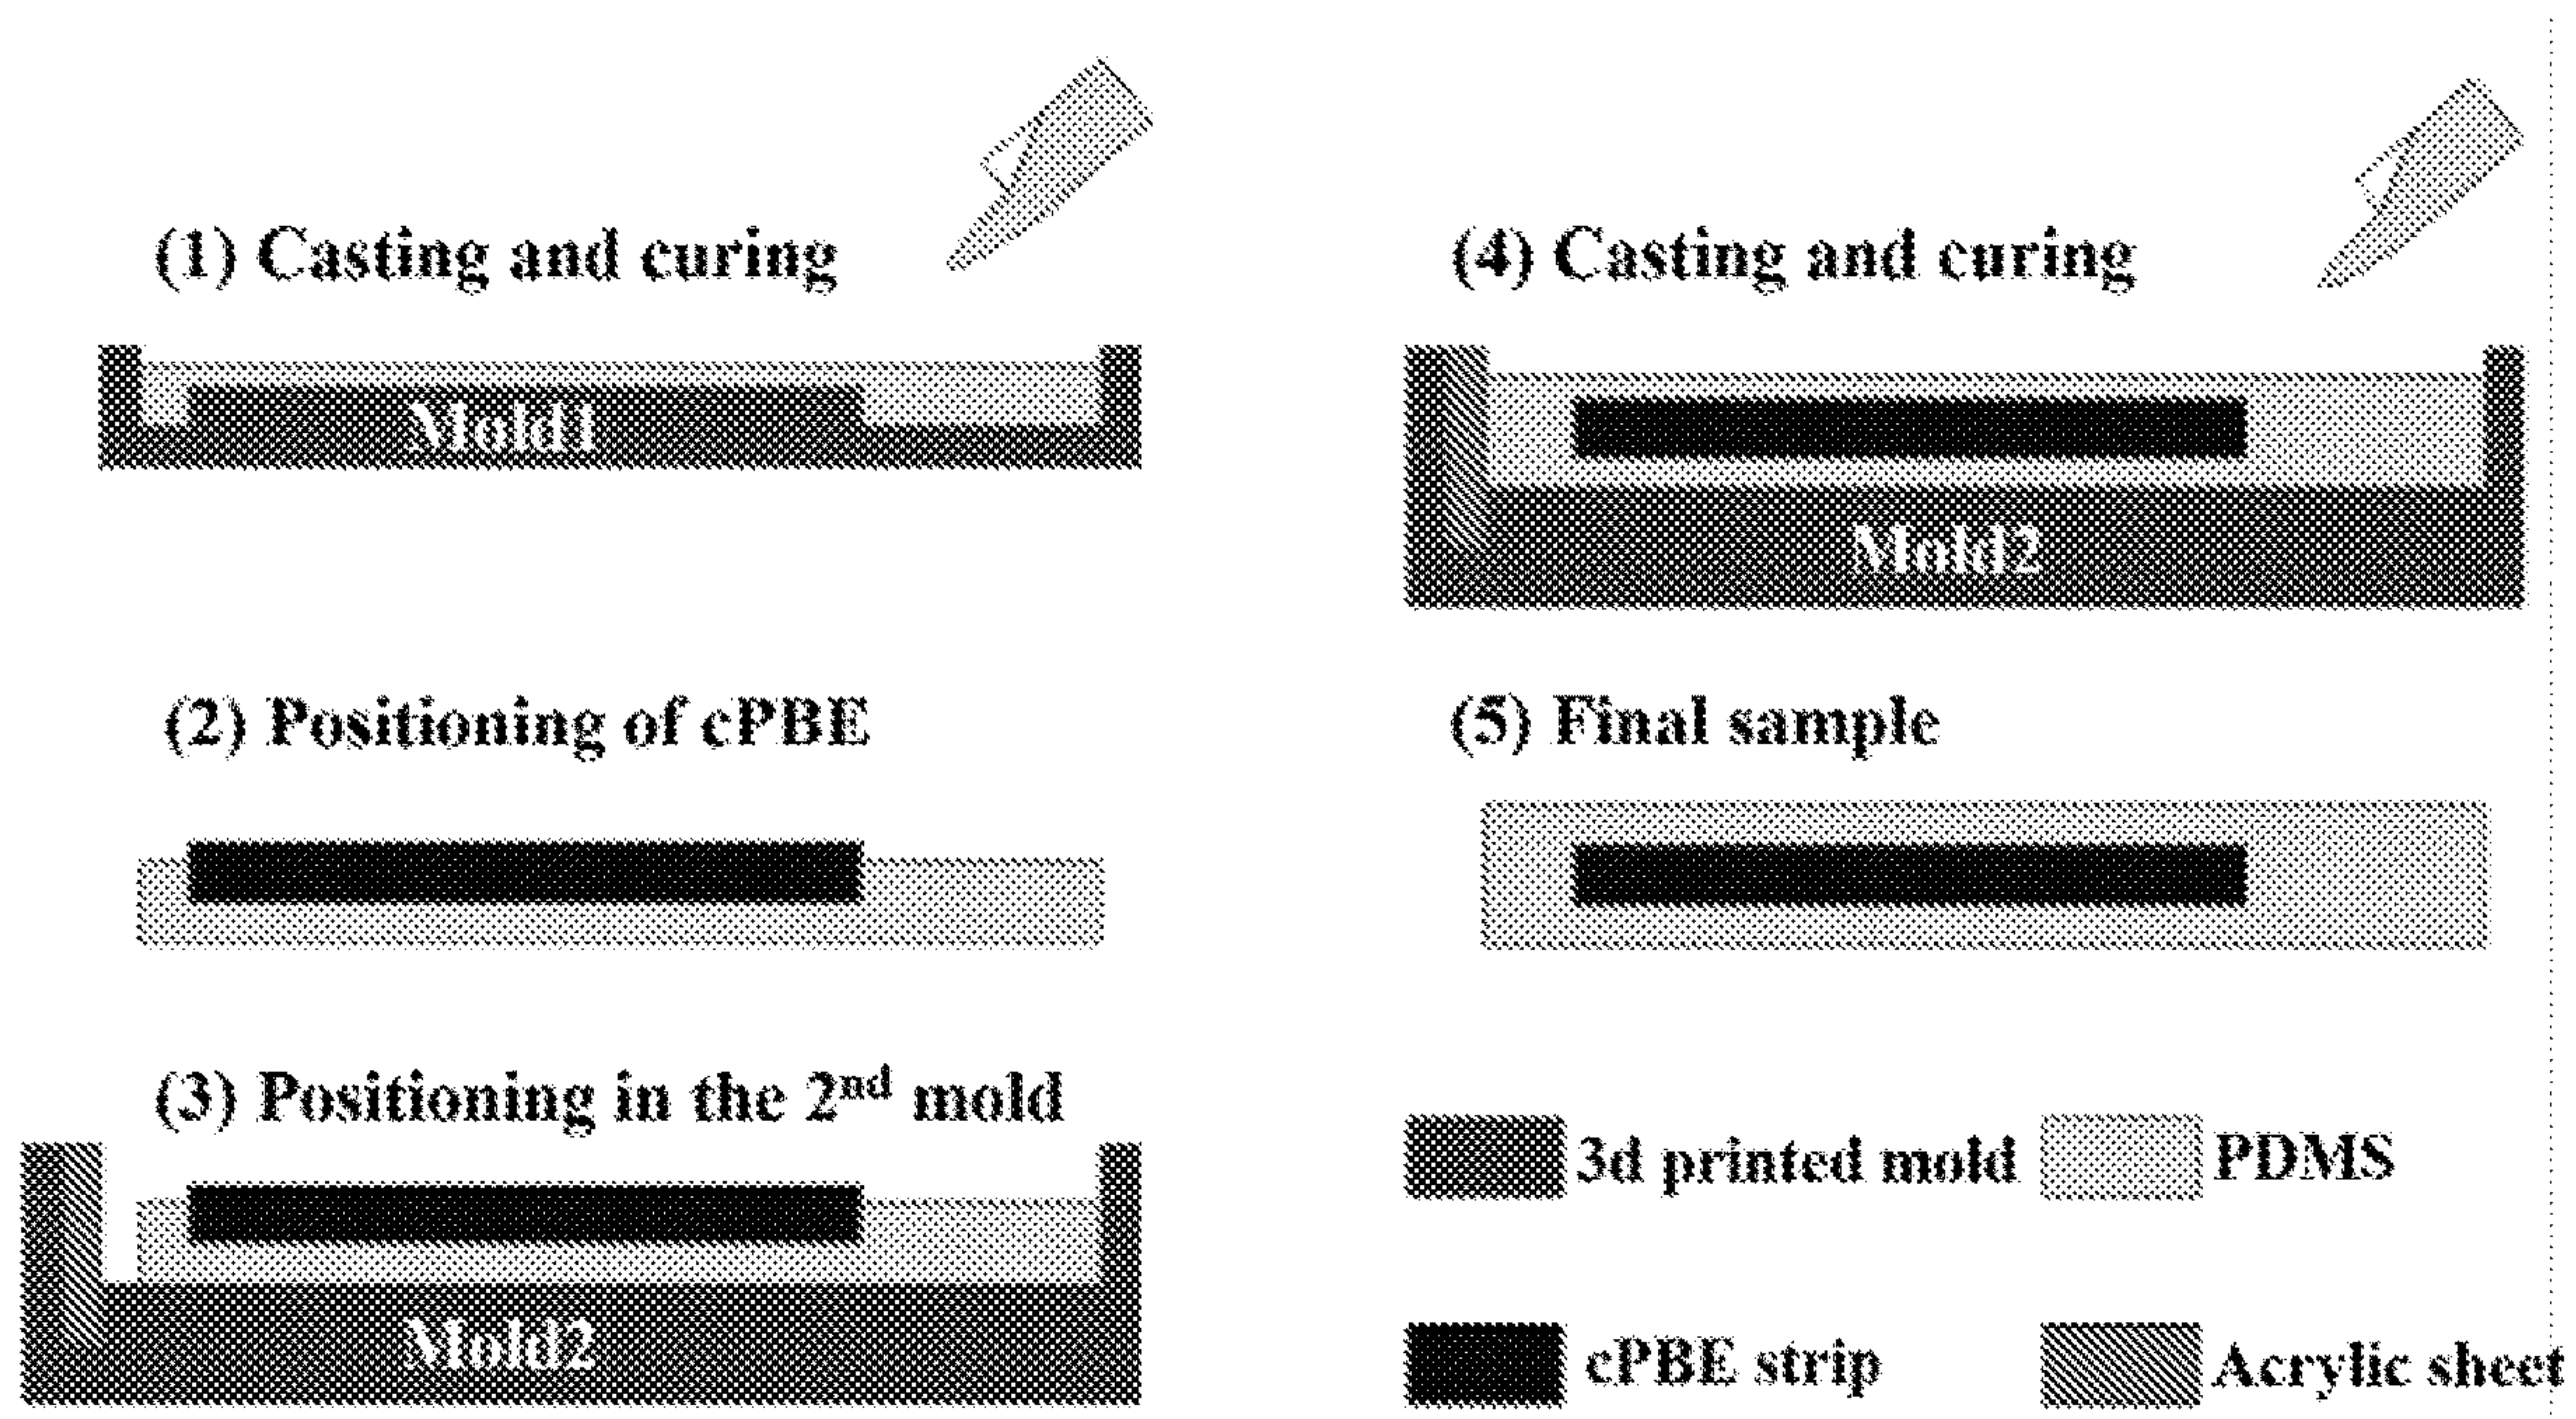 (1) Casting and curing
Mold1
(2) Positioning of cPBE
(3) Positioning in the 2nd mold
Mold2
(4) Casting and curing
Mold2
(5) Final sample
3d printed mold
PDMS
cPBE strip
Acrylic sheet